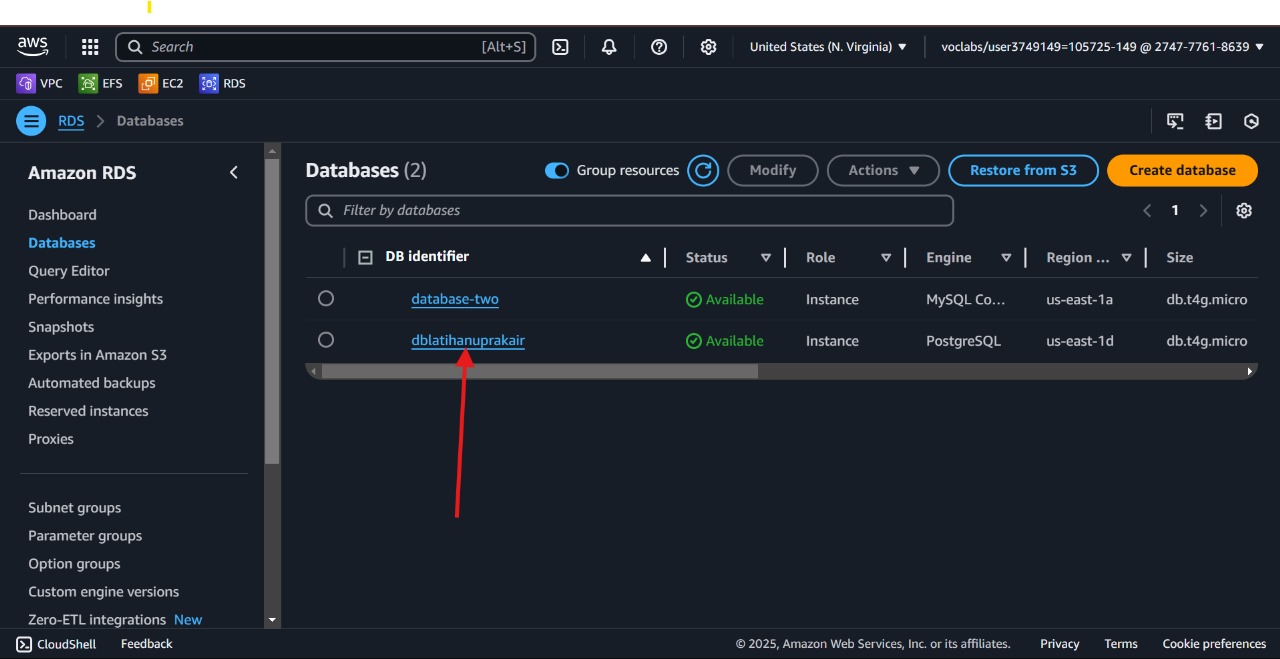 aws
Search [Alt+S]
United States (N. Virginia) ▼
voclabs/user3749149=105725-149 @ 2747-7761-8639 ▼
VPC EFS EC2 RDS
RDS > Databases
Amazon RDS
Dashboard
Databases
Query Editor
Performance insights
Snapshots
Exports in Amazon S3
Automated backups
Reserved instances
Proxies
Subnet groups
Parameter groups
Option groups
Custom engine versions
Zero-ETL integrations New
Databases (2)
Group resources
Modify
Actions ▼
Restore from S3
Create database
Filter by databases
1
DB identifier Status Role Engine Region ... Size
database-two Available Instance MySQL Co... us-east-1a db.t4g.micro
dblatihanuprakair Available Instance PostgreSQL us-east-1d db.t4g.micro
CloudShell Feedback
© 2025, Amazon Web Services, Inc. or its affiliates. Privacy Terms Cookie preferences